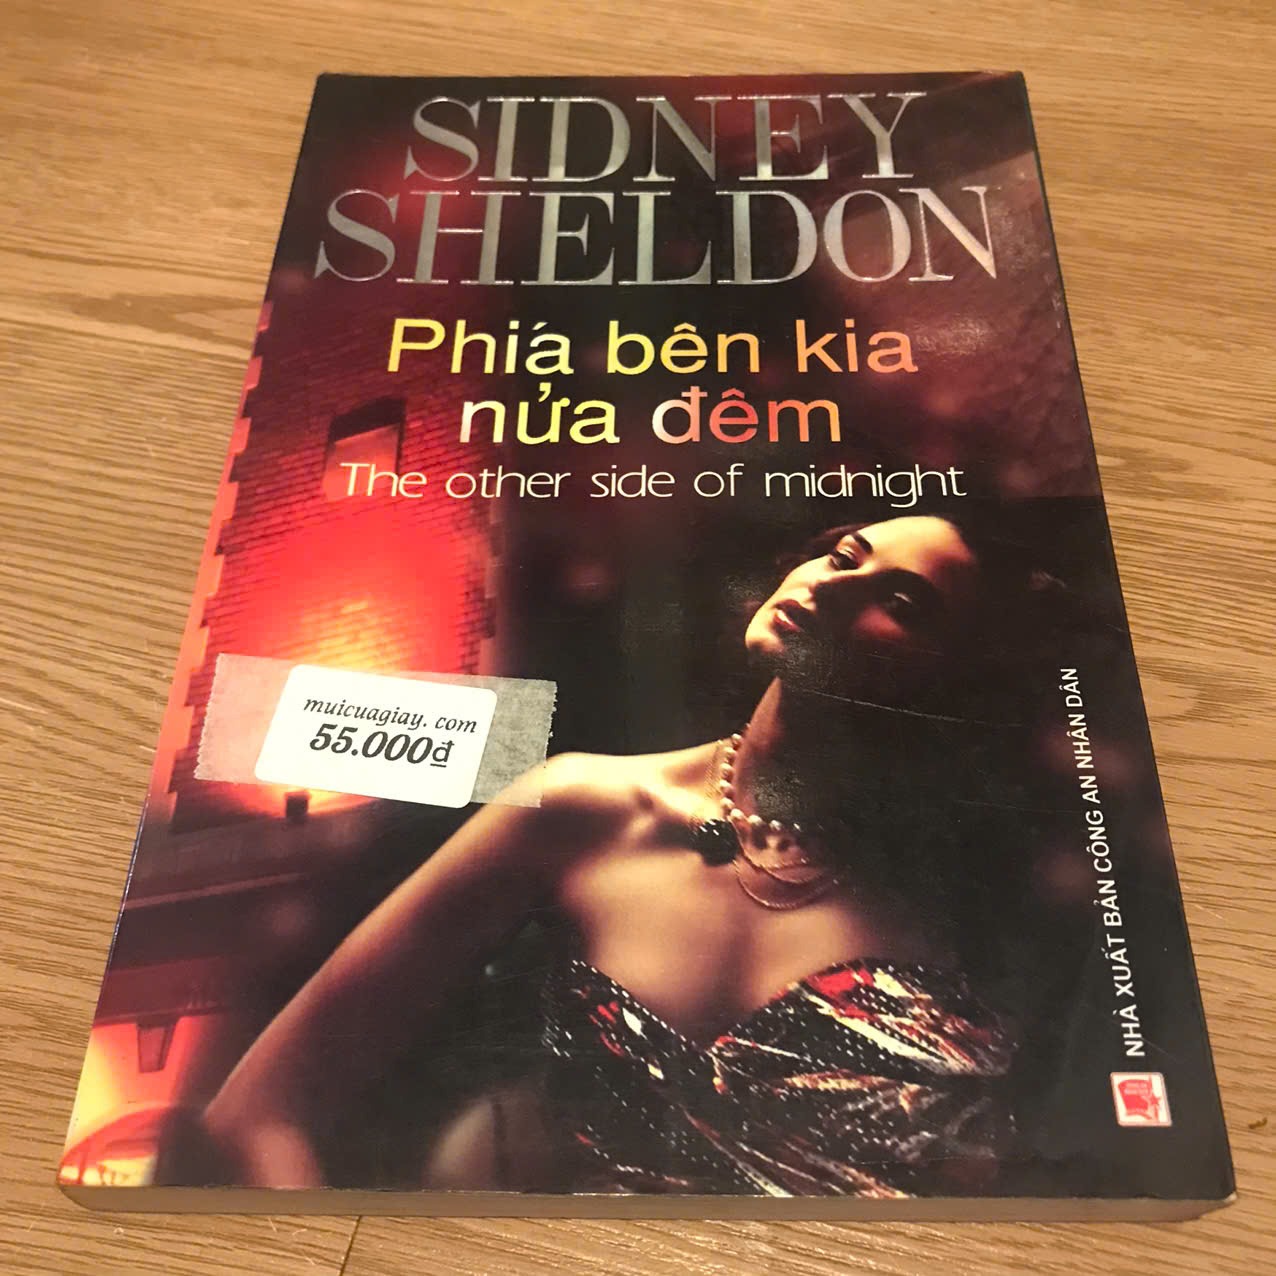 SIDNEY
SHELDON
Phiá bên kia
nửa đêm
The other side of midnight
muicuagiay. com
55.000đ
NHÀ XUẤT BẢN CÔNG AN NHÂN DÂN